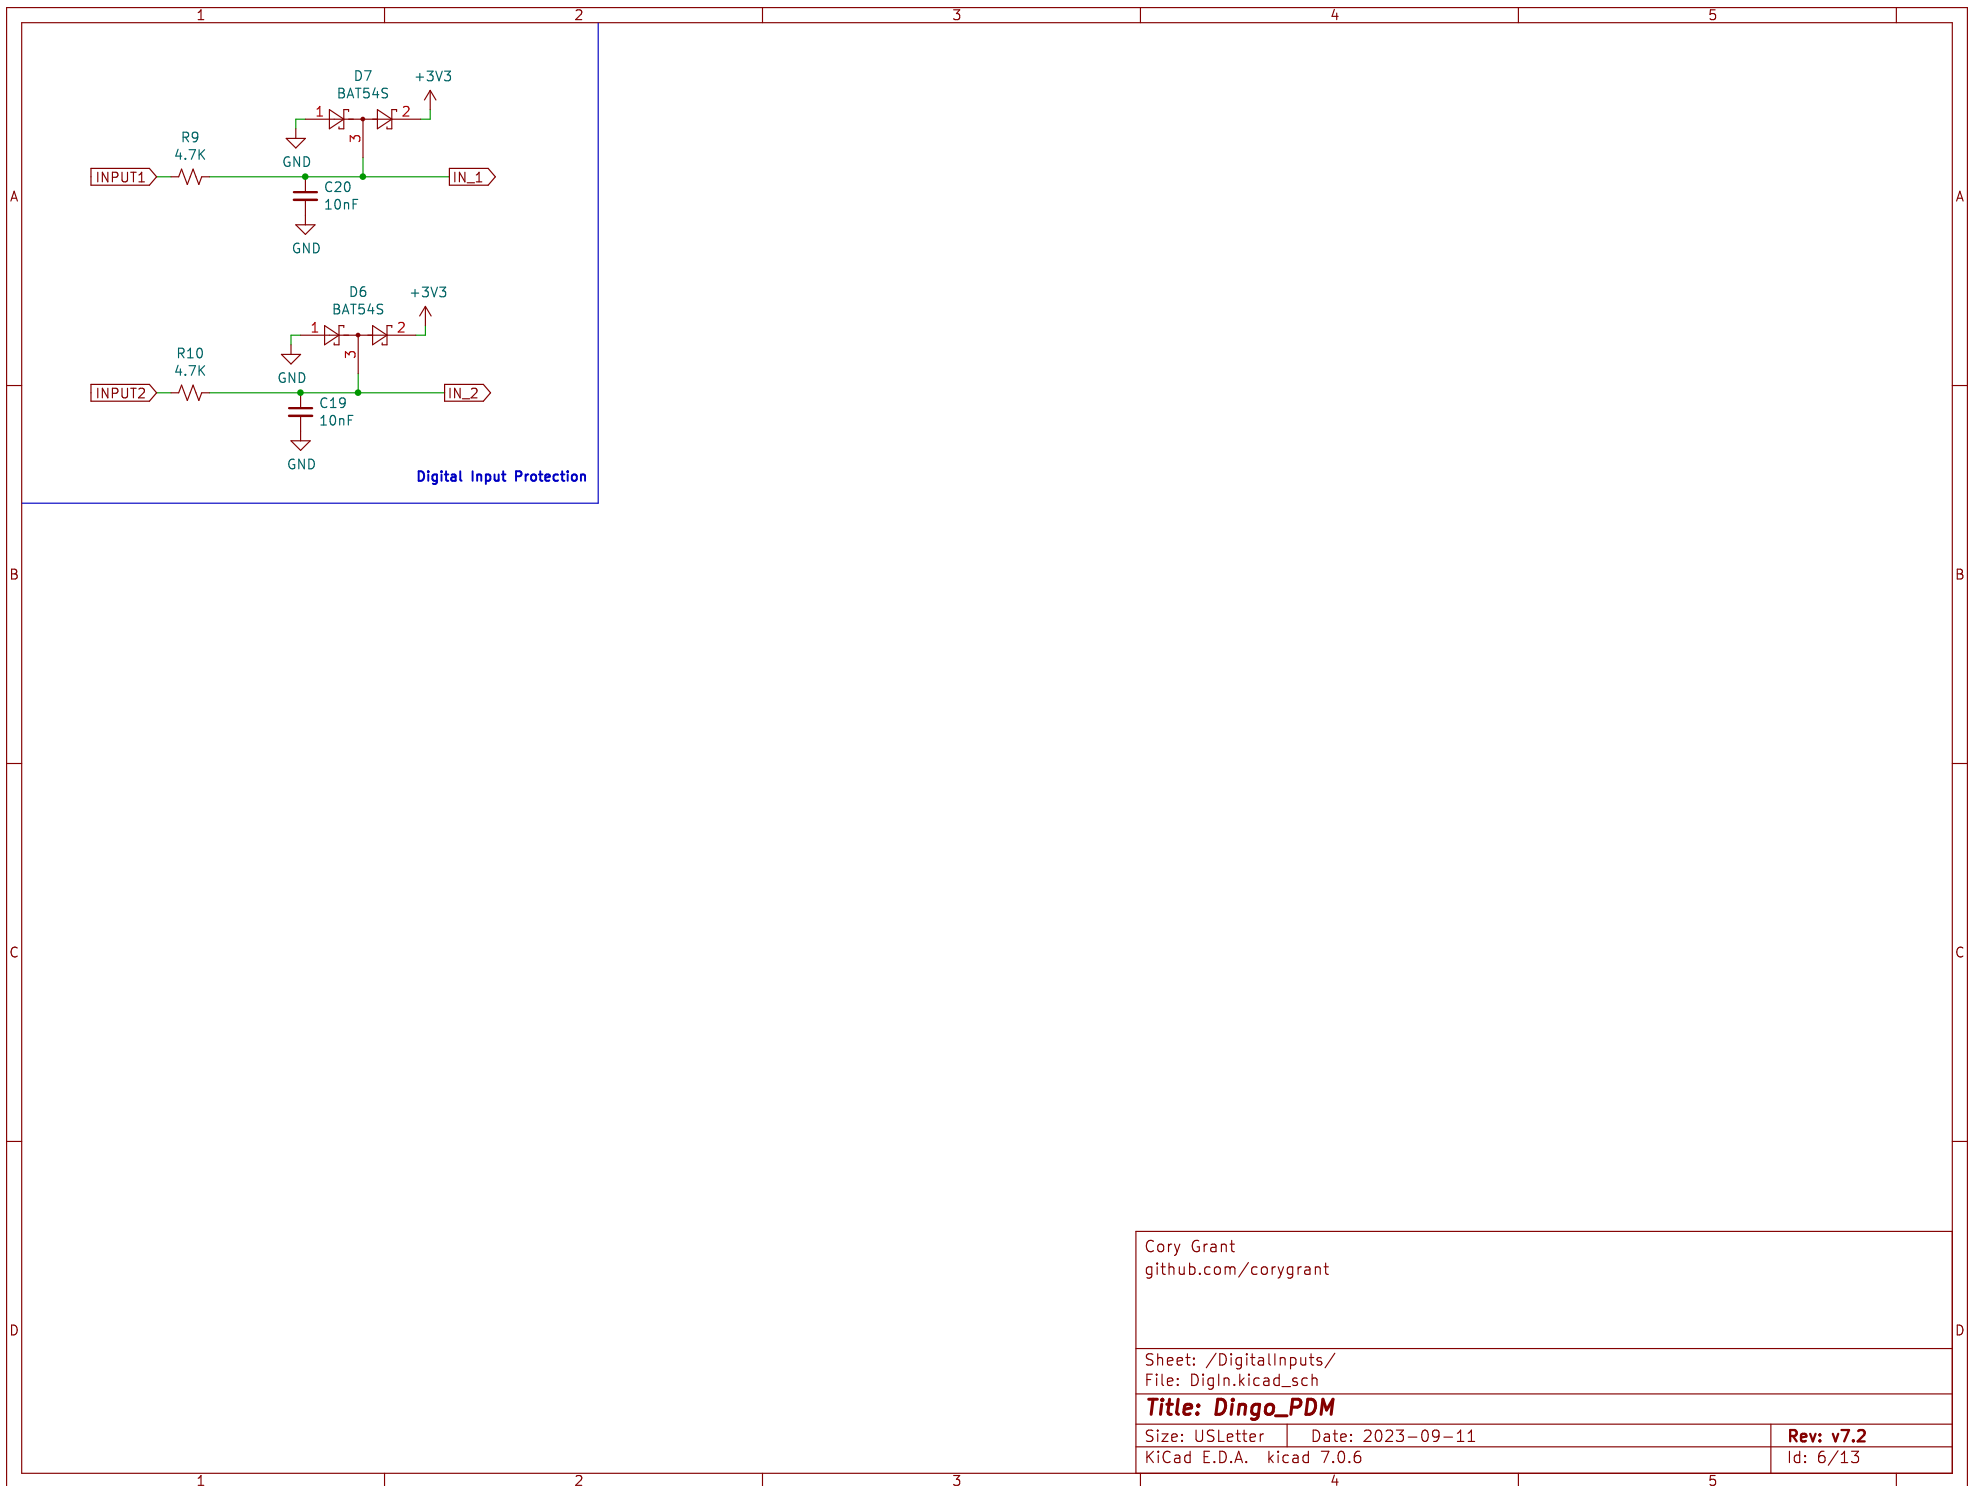 1 2 3 4 5
D7 +3V3
BAT54S
1 2
3
R9
4.7K
GND
INPUT1 IN_1
C20
10nF
A A
GND
D6 +3V3
BAT54S
1 2
3
R10
4.7K
GND
INPUT2 IN_2
C19
10nF
GND
Digital Input Protection
B B
C C
Cory Grant
github.com/corygrant
D D
Sheet: /DigitalInputs/
File: DigIn.kicad_sch
Title: Dingo_PDM
Size: USLetter Date: 2023-09-11 Rev: v7.2
KiCad E.D.A. kicad 7.0.6 Id: 6/13
1 2 3 4 5